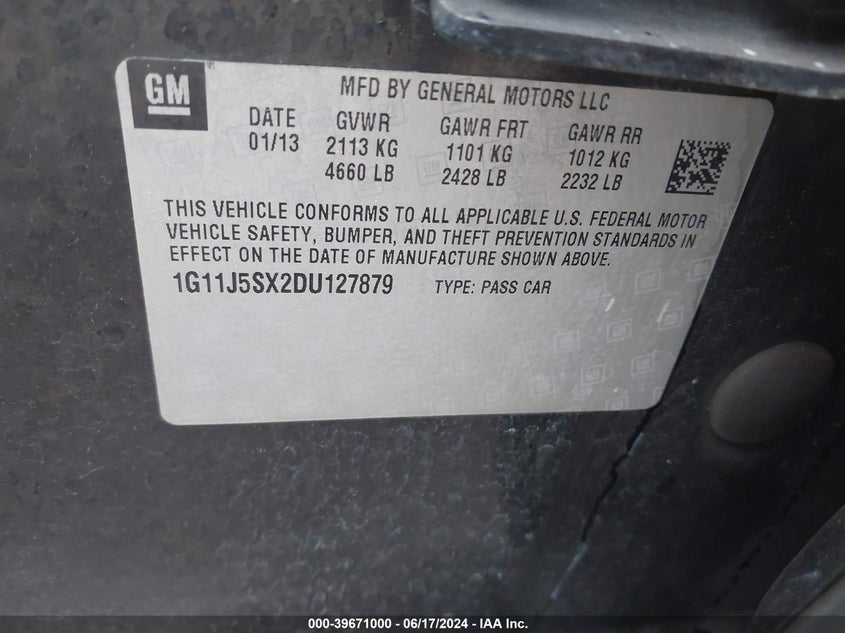 GM
MFD BY GENERAL MOTORS LLC
DATE GVWR GAWR FRT GAWR RR
01/13 2113 KG 1101 KG 1012 KG
4660 LB 2428 LB 2232 LB
THIS VEHICLE CONFORMS TO ALL APPLICABLE U.S. FEDERAL MOTOR
VEHICLE SAFETY, BUMPER, AND THEFT PREVENTION STANDARDS IN
EFFECT ON THE DATE OF MANUFACTURE SHOWN ABOVE.
1G11J5SX2DU127879 TYPE: PASS CAR
000-39671000 - 06/17/2024 - IAA Inc.